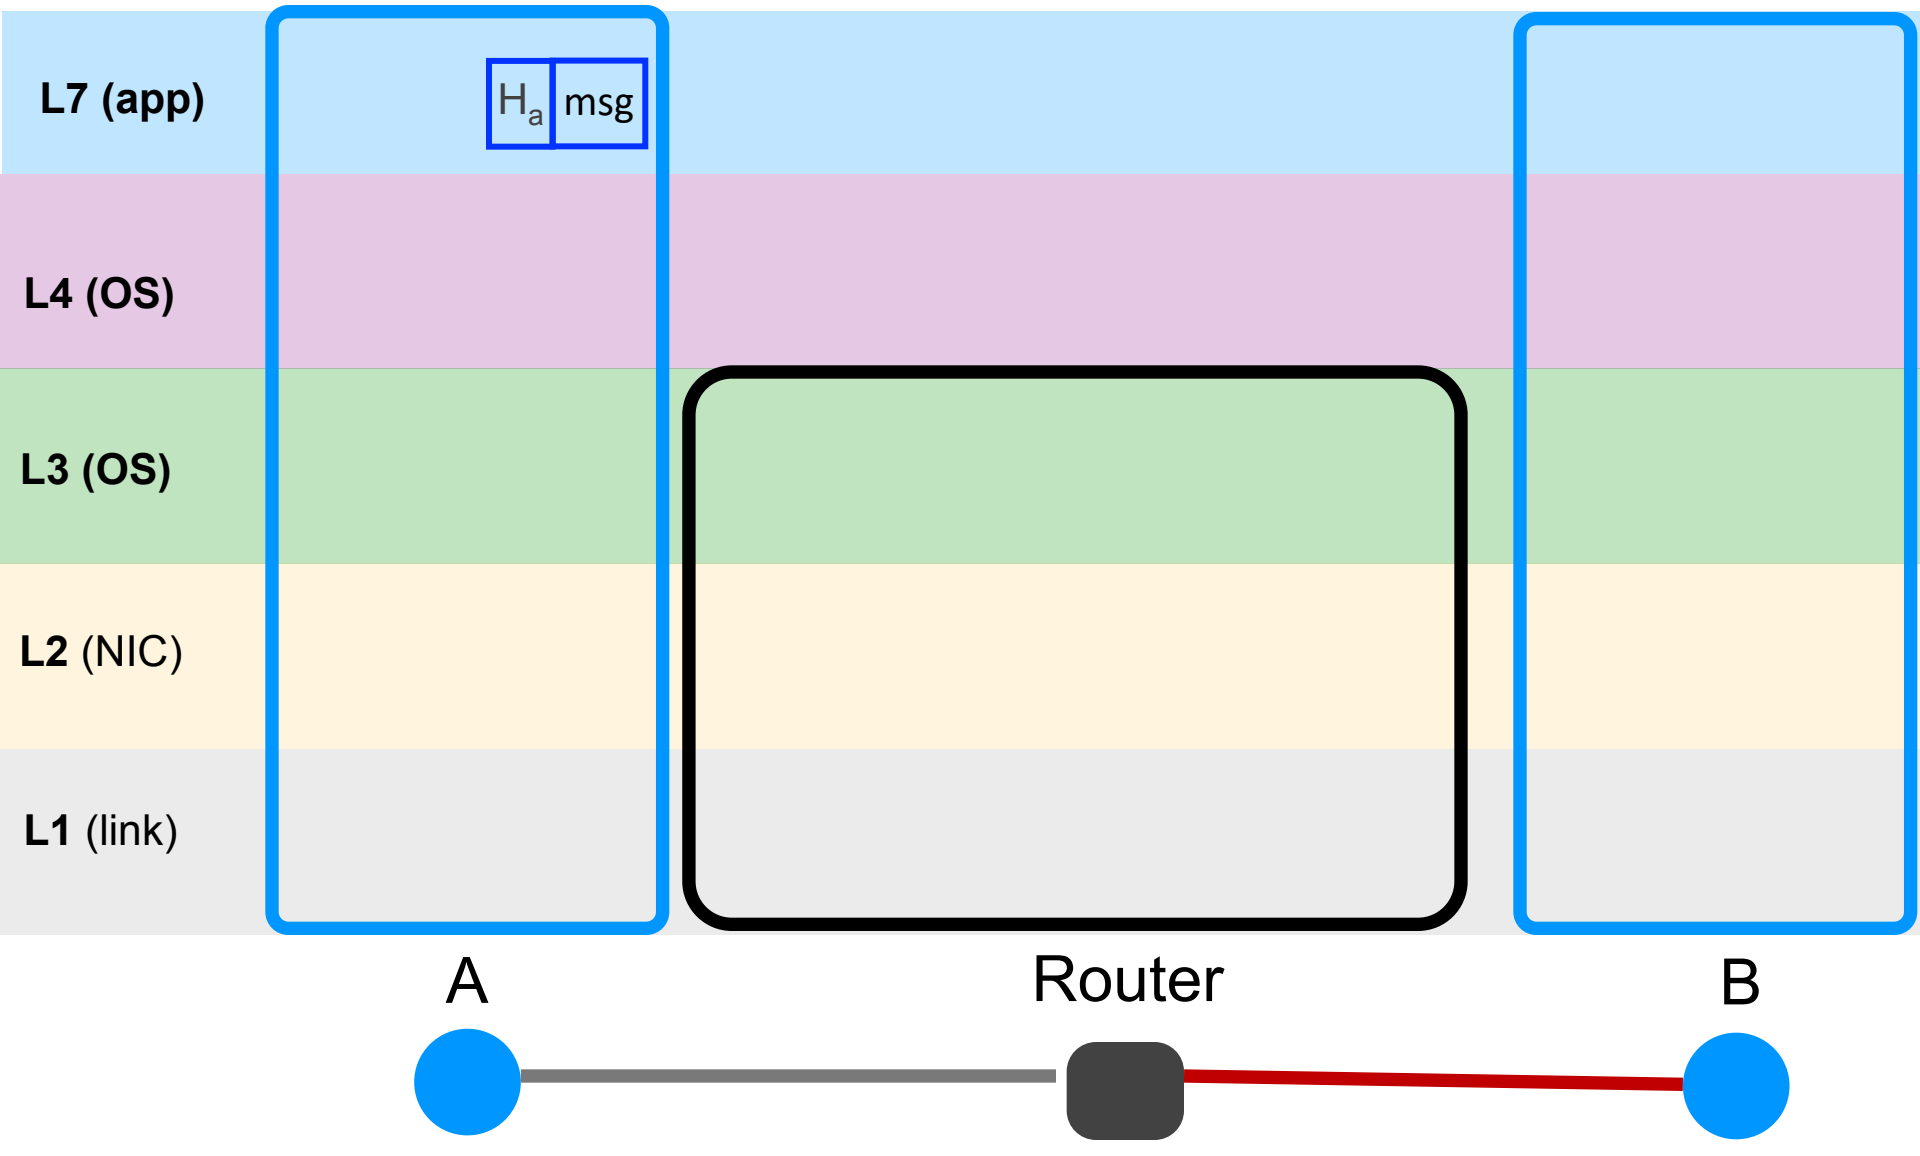 L7 (app)
Ha msg
L4 (OS)
L3 (OS)
L2 (NIC)
L1 (link)
A
Router
B